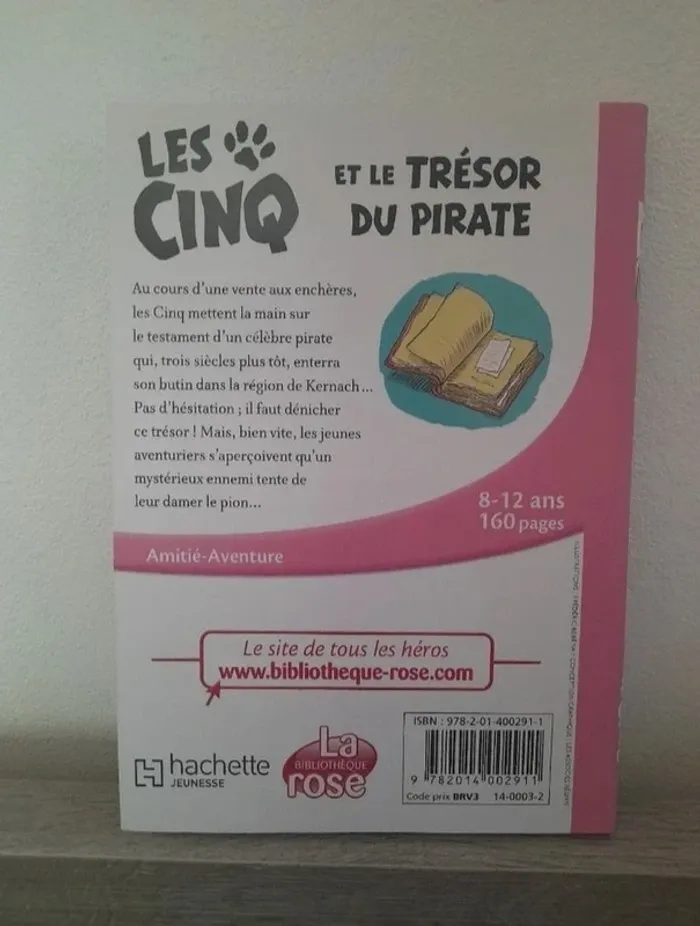 LES CINQ
ET LE TRÉSOR
DU PIRATE
Au cours d'une vente aux enchères,
les Cinq mettent la main sur
le testament d'un célèbre pirate
qui, trois siècles plus tôt, enterra
son butin dans la région de Kernach...
Pas d'hésitation ; il faut dénicher
ce trésor ! Mais, bien vite, les jeunes
aventuriers s'aperçoivent qu'un
mystérieux ennemi tente de
leur damer le pion...
8-12 ans
160 pages
Amitié-Aventure
Le site de tous les héros
www.bibliotheque-rose.com
hachette
JEUNESSE
La
BIBLIOTHÈQUE
rose
ISBN : 978-2-01-400291-1
9 782014 002911
Code prix BRV3 14-0003-2